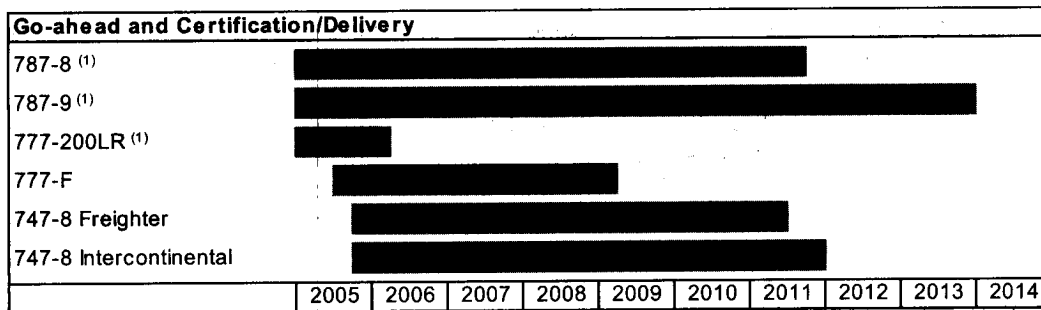 Go-ahead and Certification/Delivery
787-8 (1)
787-9 (1)
777-200LR (1)
777-F
747-8 Freighter
747-8 Intercontinental
2005 2006 2007 2008 2009 2010 2011 2012 2013 2014